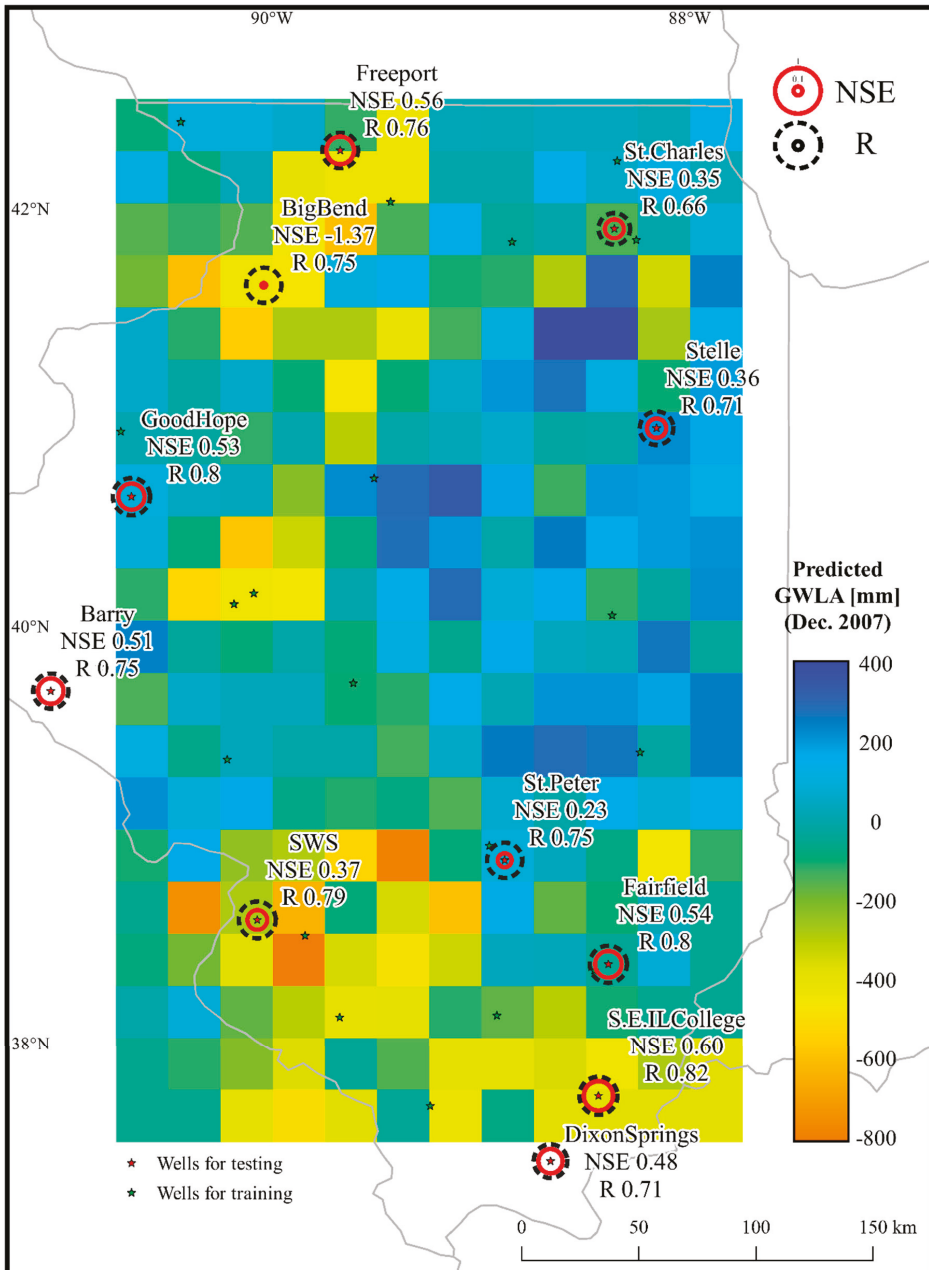 90°W
88°W
Freeport
NSE 0.56
R 0.76
1
0.1
NSE
R
St.Charles
NSE 0.35
R 0.66
42°N
BigBend
NSE -1.37
R 0.75
Stelle
NSE 0.36
R 0.71
GoodHope
NSE 0.53
R 0.8
Predicted
GWLA [mm]
(Dec. 2007)
400
200
0
-200
-400
-600
-800
40°N
Barry
NSE 0.51
R 0.75
St.Peter
NSE 0.23
R 0.75
SWS
NSE 0.37
R 0.79
Fairfield
NSE 0.54
R 0.8
38°N
S.E.ILCollege
NSE 0.60
R 0.82
DixonSprings
NSE 0.48
R 0.71
Wells for testing
Wells for training
0 50 100 150 km